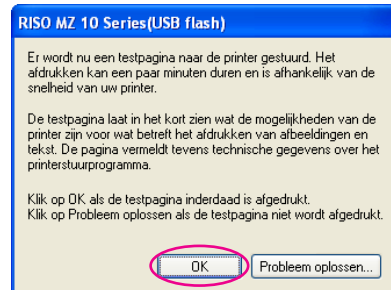 RISO MZ 10 Series(USB flash)
Er wordt nu een testpagina naar de printer gestuurd. Het
afdrukken kan een paar minuten duren en is afhankelijk van de
snelheid van uw printer.
De testpagina laat in het kort zien wat de mogelijkheden van de
printer zijn voor wat betreft het afdrukken van afbeeldingen en
tekst. De pagina vermeldt tevens technische gegevens over het
printerstuurprogramma.
Klik op OK als de testpagina inderdaad is afgedrukt.
Klik op Probleem oplossen als de testpagina niet wordt afgedrukt.
OK
Probleem oplossen...